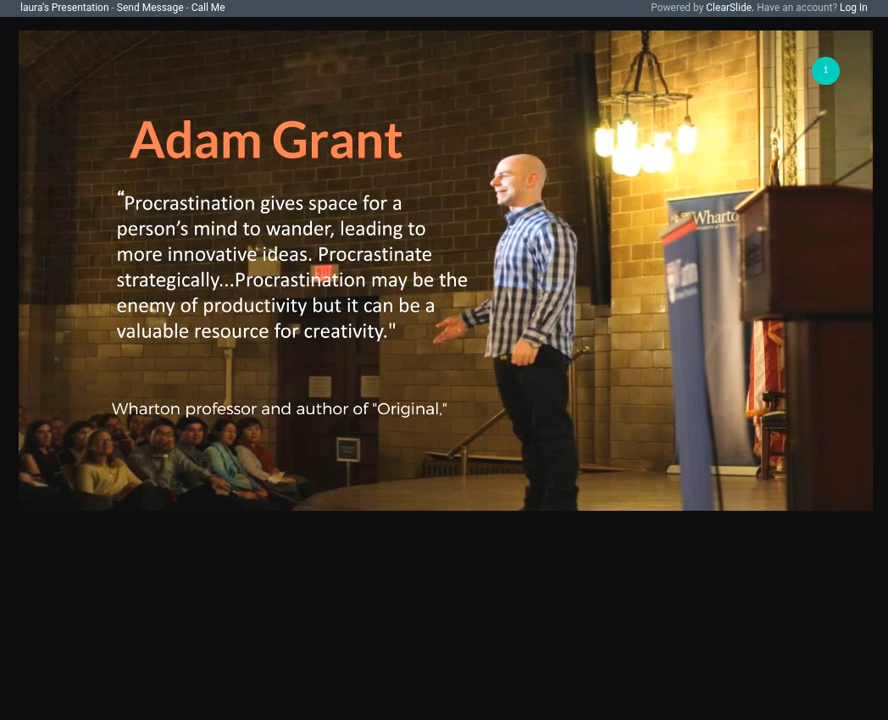 laura's Presentation - Send Message - Call Me
Powered by ClearSlide. Have an account? Log In
1
Adam Grant
“Procrastination gives space for a
person’s mind to wander, leading to
more innovative ideas. Procrastinate
strategically...Procrastination may be the
enemy of productivity but it can be a
valuable resource for creativity."
EXIT
Wharton
Wharton professor and author of "Original,"